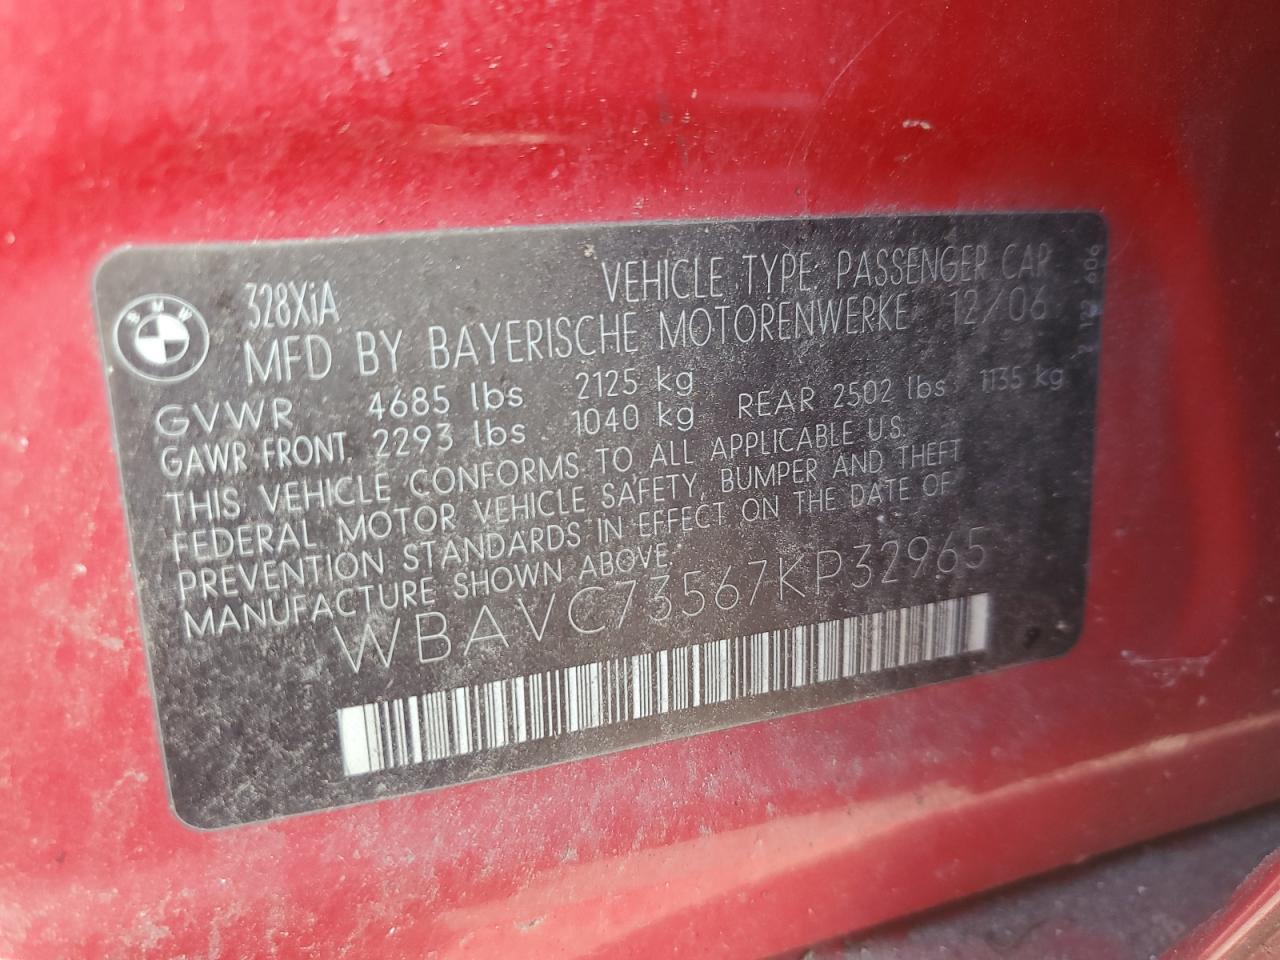 BMW
328XiA VEHICLE TYPE PASSENGER CAR
MFD BY BAYERISCHE MOTORENWERKE 12/06
GVWR 4685 lbs 2125 kg
GAWR FRONT 2293 lbs 1040 kg REAR 2502 lbs 1135 kg
THIS VEHICLE CONFORMS TO ALL APPLICABLE U.S.
FEDERAL MOTOR VEHICLE SAFETY, BUMPER AND THEFT
PREVENTION STANDARDS IN EFFECT ON THE DATE OF
MANUFACTURE SHOWN ABOVE.
WBAVC73567KP32965